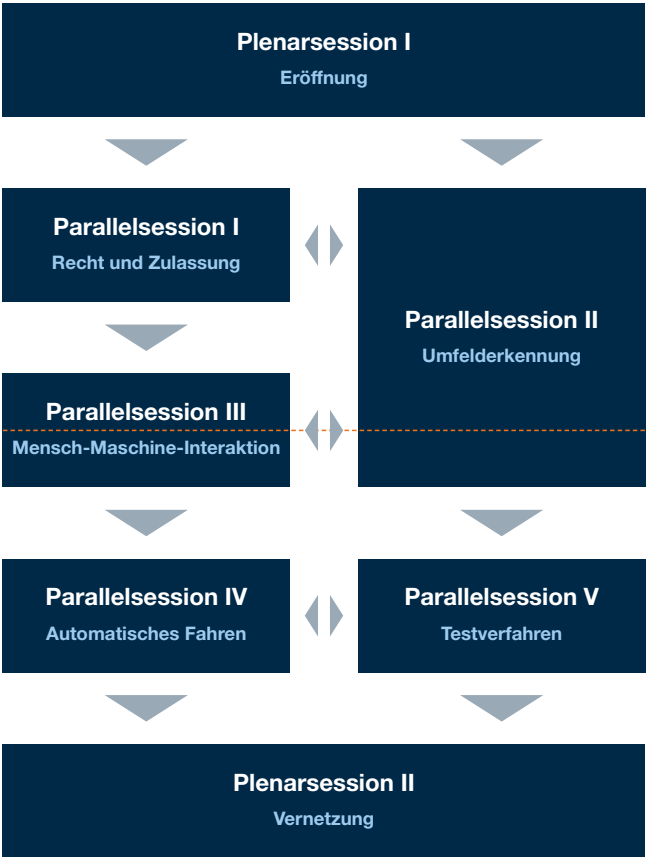 Plenarsession I
Eröffnung
Parallelsession I
Recht und Zulassung
Parallelsession II
Umfelderkennung
Parallelsession III
Mensch-Maschine-Interaktion
Parallelsession IV
Automatisches Fahren
Parallelsession V
Testverfahren
Plenarsession II
Vernetzung